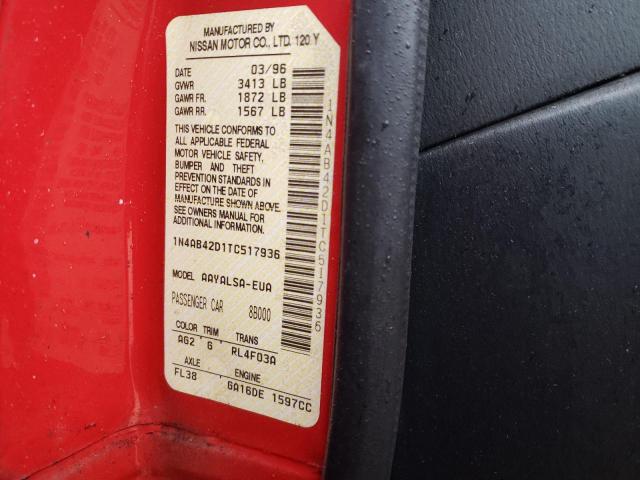 MANUFACTURED BY
NISSAN MOTOR CO., LTD. 120 Y
DATE 03/96
GVWR 3413 LB
GAWR FR. 1872 LB
GAWR RR. 1567 LB
THIS VEHICLE CONFORMS TO
ALL APPLICABLE FEDERAL
MOTOR VEHICLE SAFETY,
BUMPER AND THEFT
PREVENTION STANDARDS IN
EFFECT ON THE DATE OF
MANUFACTURE SHOWN ABOVE.
SEE OWNERS MANUAL FOR
ADDITIONAL INFORMATION.
1N4AB42D1TC517936
MODEL AAYALSA-EUA
PASSENGER CAR 8B000
COLOR TRIM TRANS
AG2 G RL4F03A
AXLE ENGINE
FL38 GA16DE 1597CC
1N4AB42D1TC517936